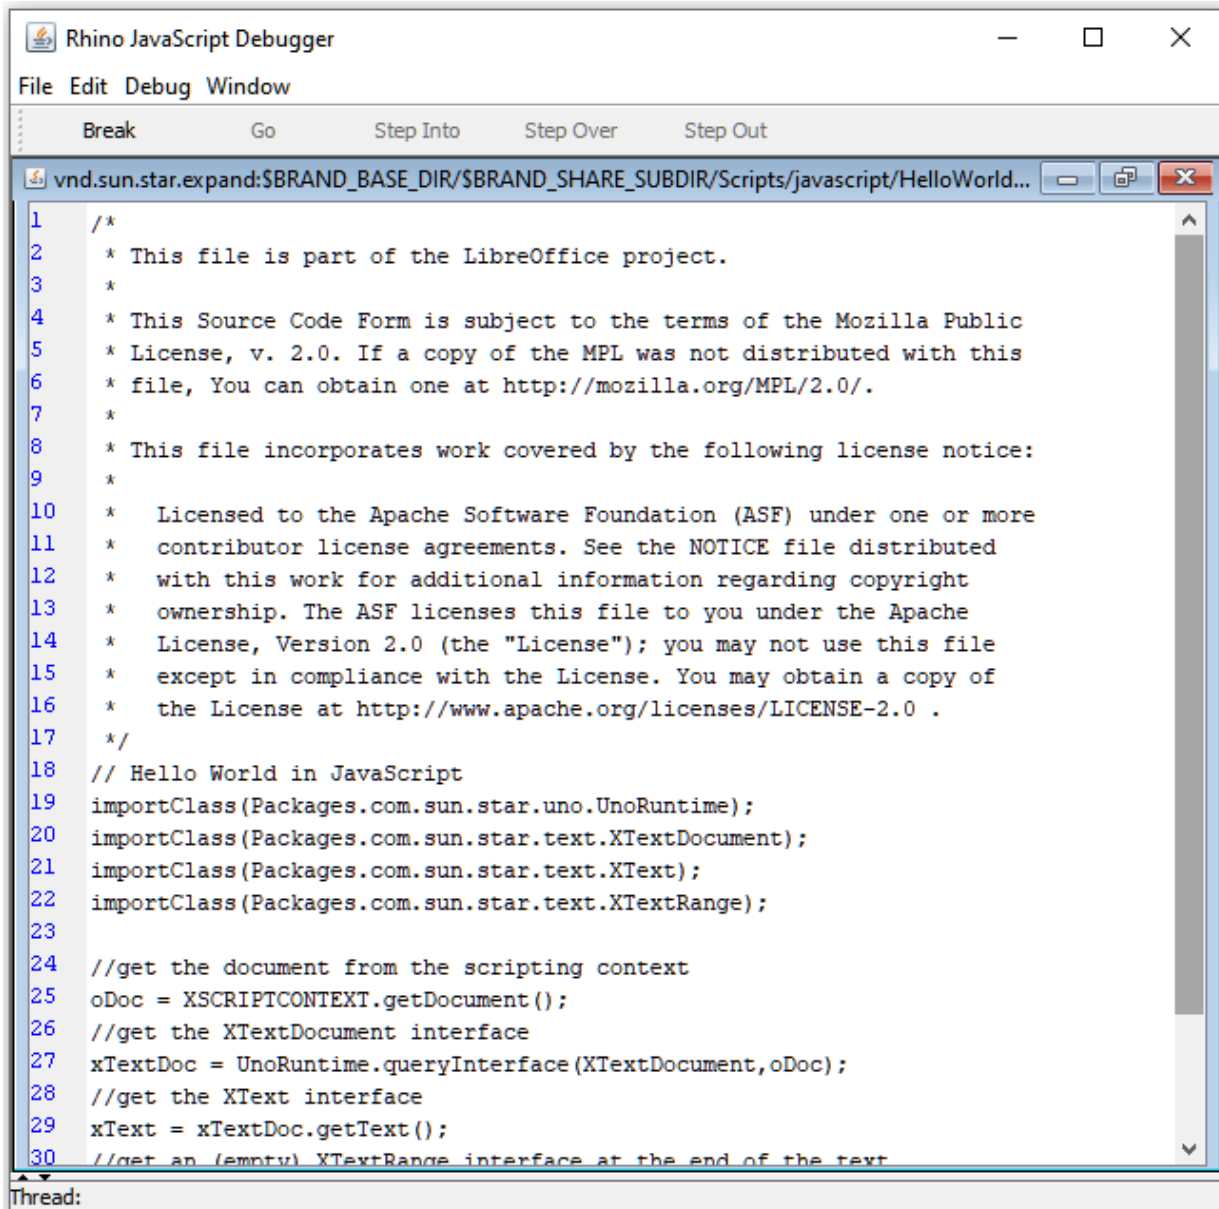 Rhino JavaScript Debugger
File Edit Debug Window
Break Go Step Into Step Over Step Out
vnd.sun.star.expand:$BRAND_BASE_DIR/$BRAND_SHARE_SUBDIR/Scripts/javascript/HelloWorld...
1 /*
2 * This file is part of the LibreOffice project.
3 *
4 * This Source Code Form is subject to the terms of the Mozilla Public
5 * License, v. 2.0. If a copy of the MPL was not distributed with this
6 * file, You can obtain one at http://mozilla.org/MPL/2.0/.
7 *
8 * This file incorporates work covered by the following license notice:
9 *
10 *   Licensed to the Apache Software Foundation (ASF) under one or more
11 *   contributor license agreements. See the NOTICE file distributed
12 *   with this work for additional information regarding copyright
13 *   ownership. The ASF licenses this file to you under the Apache
14 *   License, Version 2.0 (the "License"); you may not use this file
15 *   except in compliance with the License. You may obtain a copy of
16 *   the License at http://www.apache.org/licenses/LICENSE-2.0 .
17 */
18 // Hello World in JavaScript
19 importClass(Packages.com.sun.star.uno.UnoRuntime);
20 importClass(Packages.com.sun.star.text.XTextDocument);
21 importClass(Packages.com.sun.star.text.XText);
22 importClass(Packages.com.sun.star.text.XTextRange);
23
24 //get the document from the scripting context
25 oDoc = XSCRIPTCONTEXT.getDocument();
26 //get the XTextDocument interface
27 xTextDoc = UnoRuntime.queryInterface(XTextDocument,oDoc);
28 //get the XText interface
29 xText = xTextDoc.getText();
30 //get an (empty) XTextRange interface at the end of the text
Thread: